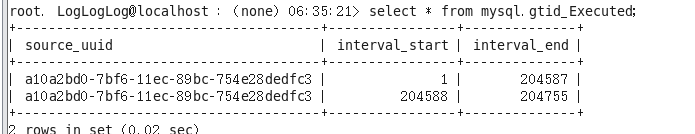 root. LogLogLog@localhost : (none) 06:35:21> select * from mysql.gtid_Executed;
+--------------------------------------+----------------+--------------+
| source_uuid | interval_start | interval_end |
+--------------------------------------+----------------+--------------+
| a10a2bd0-7bf6-11ec-89bc-754e28dedfc3 | 1 | 204587 |
| a10a2bd0-7bf6-11ec-89bc-754e28dedfc3 | 204588 | 204755 |
+--------------------------------------+----------------+--------------+
2 rows in set (0.02 sec)